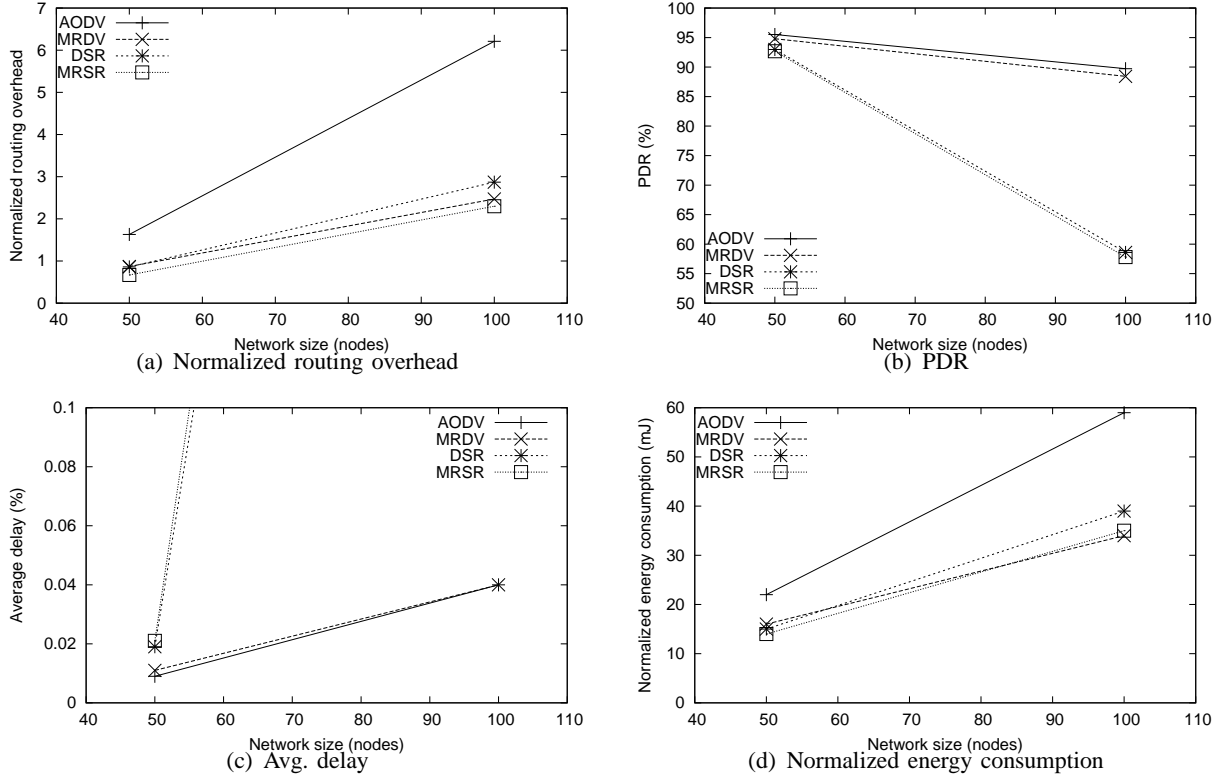 7
6
5
4
3
2
1
0
AODV
MRDV
DSR
MRSR
Normalized routing overhead
40 50 60 70 80 90 100 110
Network size (nodes)
(a) Normalized routing overhead
100
95
90
85
80
75
70
65
60
55
50
PDR (%)
AODV
MRDV
DSR
MRSR
40 50 60 70 80 90 100 110
Network size (nodes)
(b) PDR
0.1
0.08
0.06
0.04
0.02
0
Average delay (%)
AODV
MRDV
DSR
MRSR
40 50 60 70 80 90 100 110
Network size (nodes)
(c) Avg. delay
60
50
40
30
20
10
0
Normalized energy consumption (mJ)
AODV
MRDV
DSR
MRSR
40 50 60 70 80 90 100 110
Network size (nodes)
(d) Normalized energy consumption